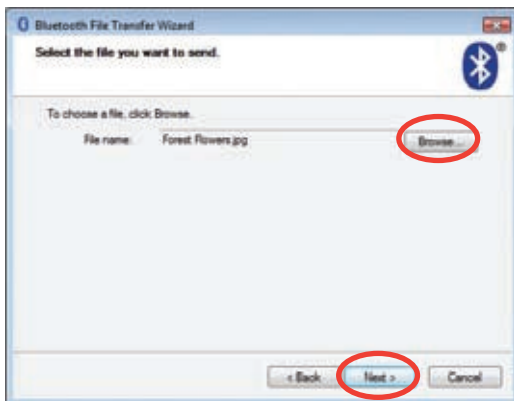 Bluetooth File Transfer Wizard
Select the file you want to send.
®
To choose a file, click Browse.
File name: Forest Flowers.jpg Browse...
< Back Next > Cancel